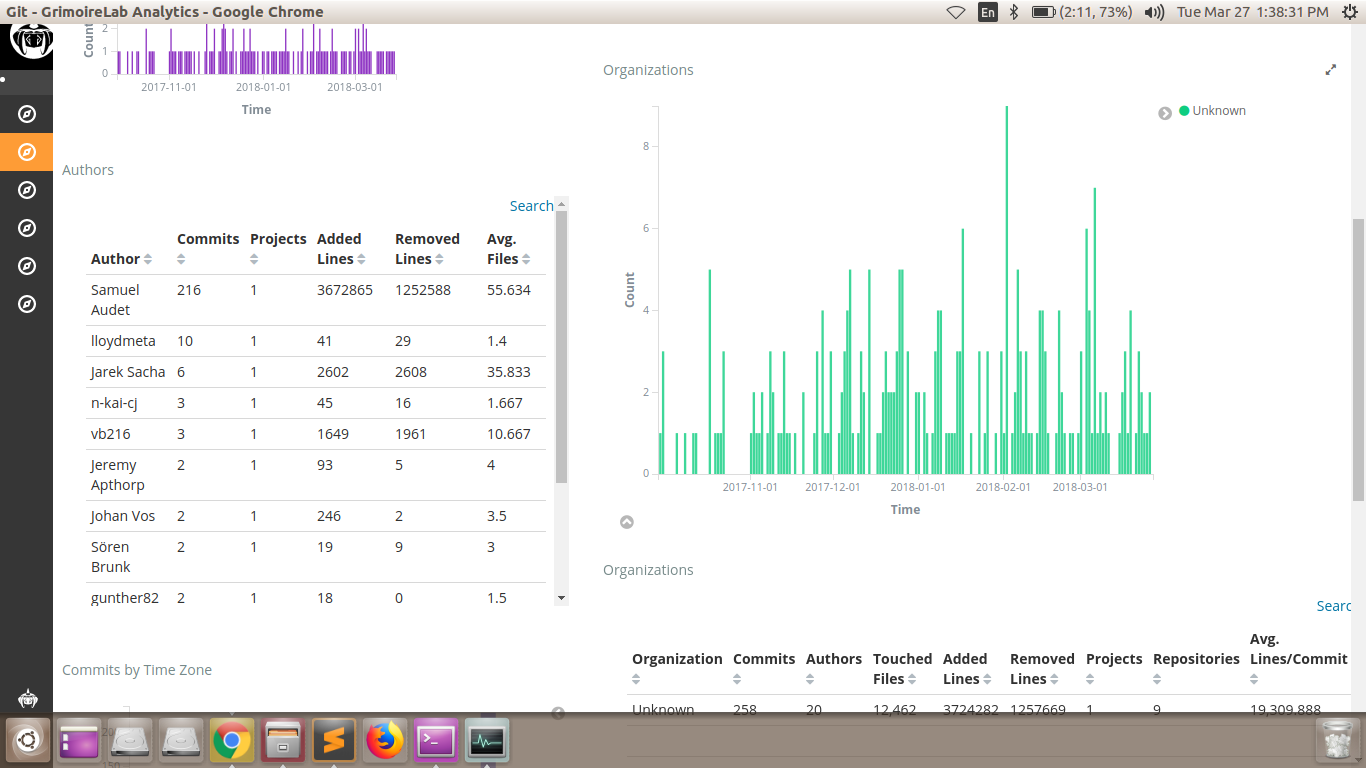 Git - GrimoireLab Analytics - Google Chrome
En
(2:11, 73%)
Tue Mar 27 1:38:31 PM
Count
2
1
0
2017-11-01 2018-01-01 2018-03-01
Time
Authors
Search
Author Commits Projects Added Lines Removed Lines Avg. Files
Samuel Audet 216 1 3672865 1252588 55.634
lloydmeta 10 1 41 29 1.4
Jarek Sacha 6 1 2602 2608 35.833
n-kai-cj 3 1 45 16 1.667
vb216 3 1 1649 1961 10.667
Jeremy Apthorp 2 1 93 5 4
Johan Vos 2 1 246 2 3.5
Sören Brunk 2 1 19 9 3
gunther82 2 1 18 0 1.5
Commits by Time Zone
Organizations
Unknown
Count
8
6
4
2
0
2017-11-01 2017-12-01 2018-01-01 2018-02-01 2018-03-01
Time
Organizations
Searc
Organization Commits Authors Touched Files Added Lines Removed Lines Projects Repositories Avg. Lines/Commit
Unknown 258 20 12,462 3724282 1257669 1 9 19,309.888